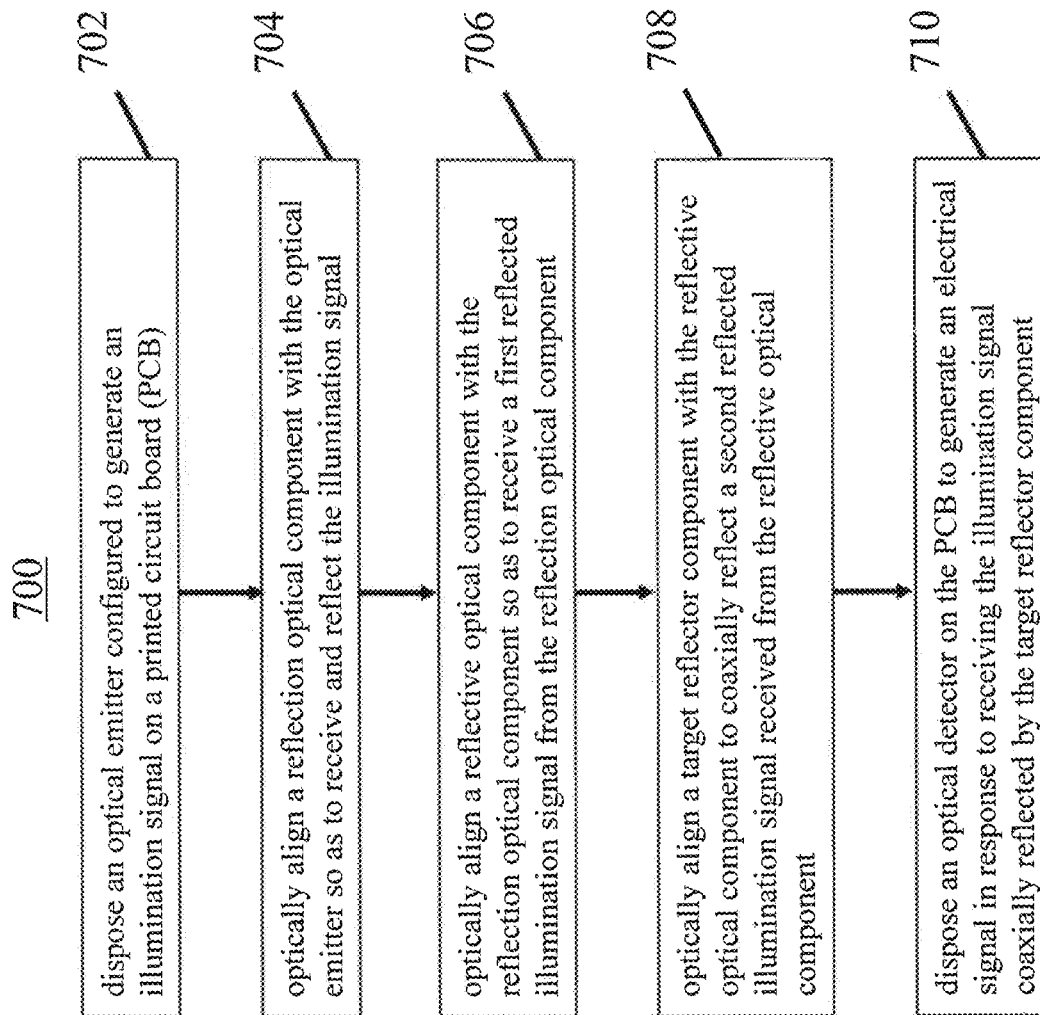 700
702
dispose an optical emitter configured to generate an
illumination signal on a printed circuit board (PCB)
704
optically align a reflection optical component with the optical
emitter so as to receive and reflect the illumination signal
706
optically align a reflective optical component with the
reflection optical component so as to receive a first reflected
illumination signal from the reflection optical component
708
optically align a target reflector component with the reflective
optical component to coaxially reflect a second reflected
illumination signal received from the reflective optical
component
710
dispose an optical detector on the PCB to generate an electrical
signal in response to receiving the illumination signal
coaxially reflected by the target reflector component